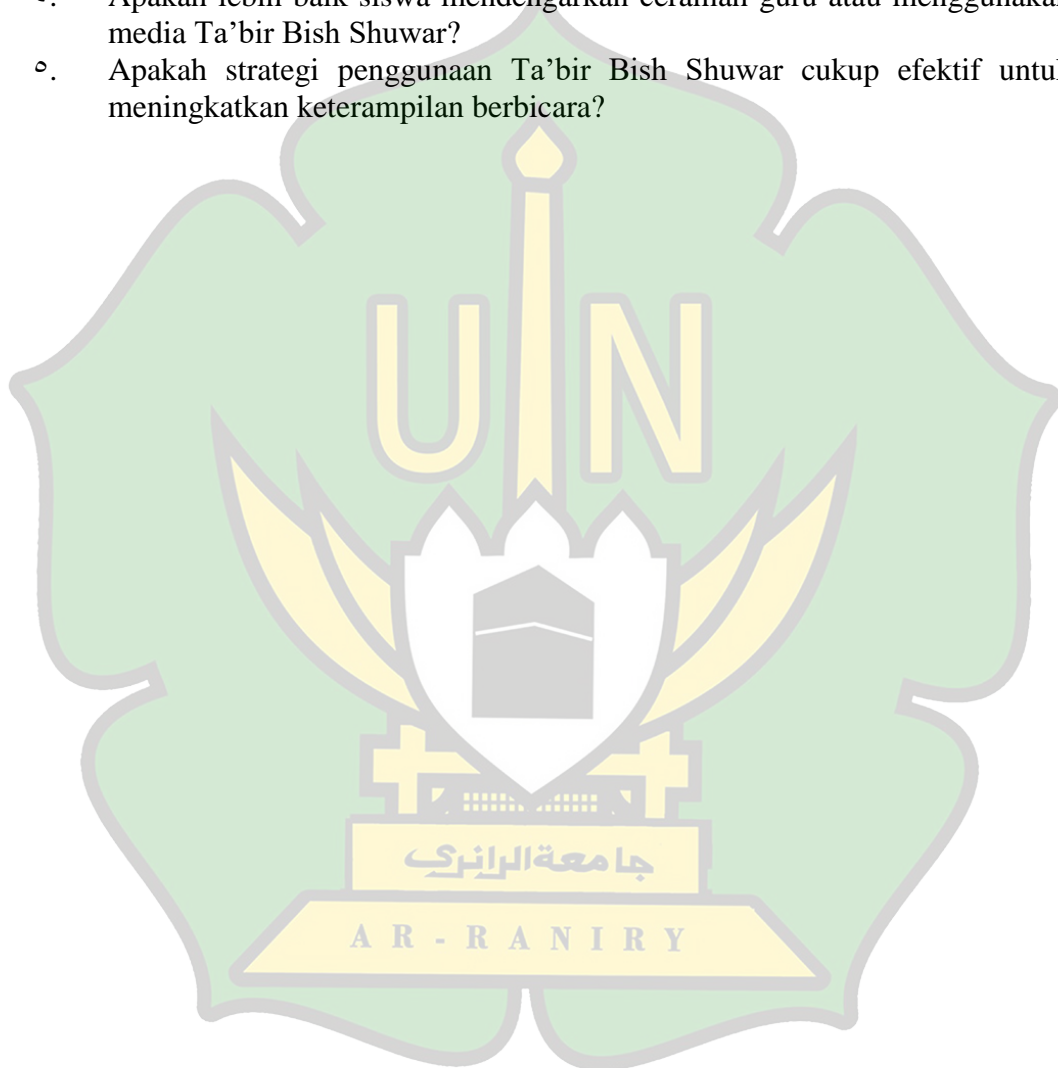 Apakah lebih baik siswa mendengarkan ceramah guru atau menggunakan
media Ta’bir Bish Shuwar?
٥. Apakah strategi penggunaan Ta’bir Bish Shuwar cukup efektif untuk
meningkatkan keterampilan berbicara?
UIN
جامعة الرانري
AR-RANIRY